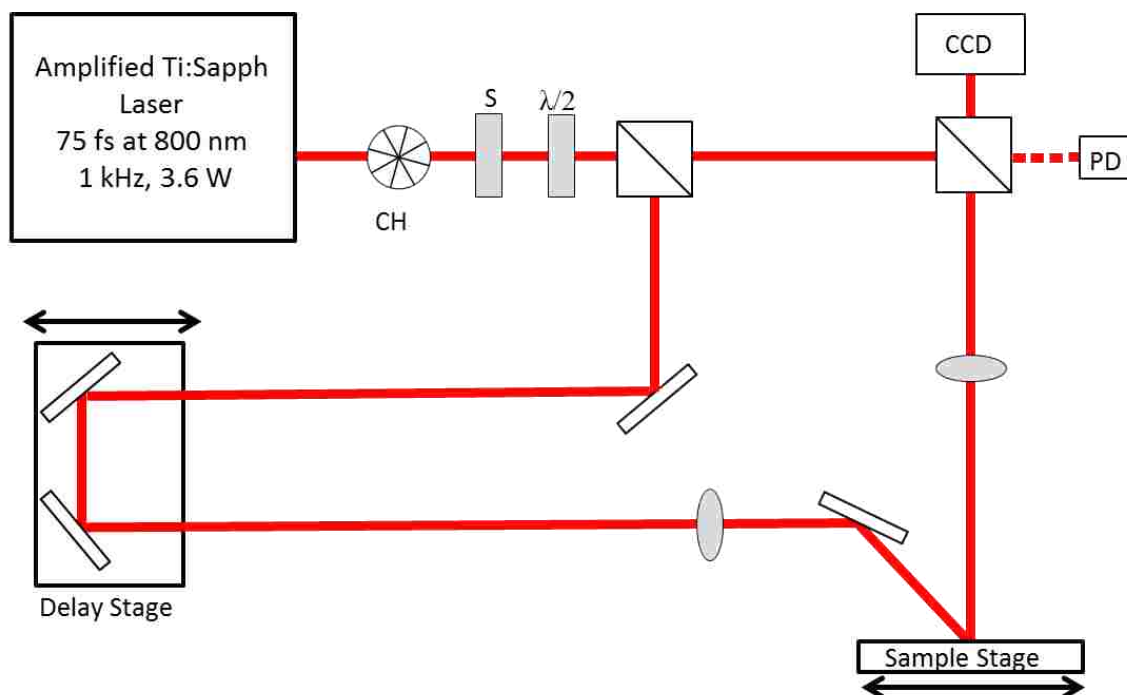 Amplified Ti:Sapph
Laser
75 fs at 800 nm
1 kHz, 3.6 W
CH
S
λ/2
CCD
PD
Delay Stage
Sample Stage